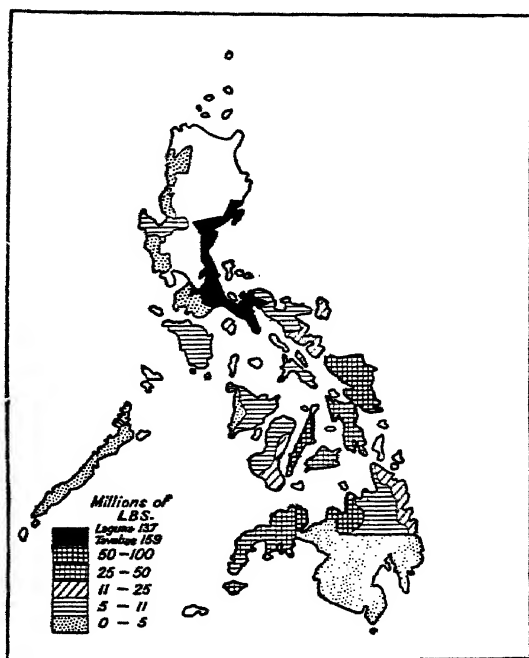 Millions of
LBS-
Laguna 137
Tayabas 159
50-100
25-50
11-25
5-11
0-5